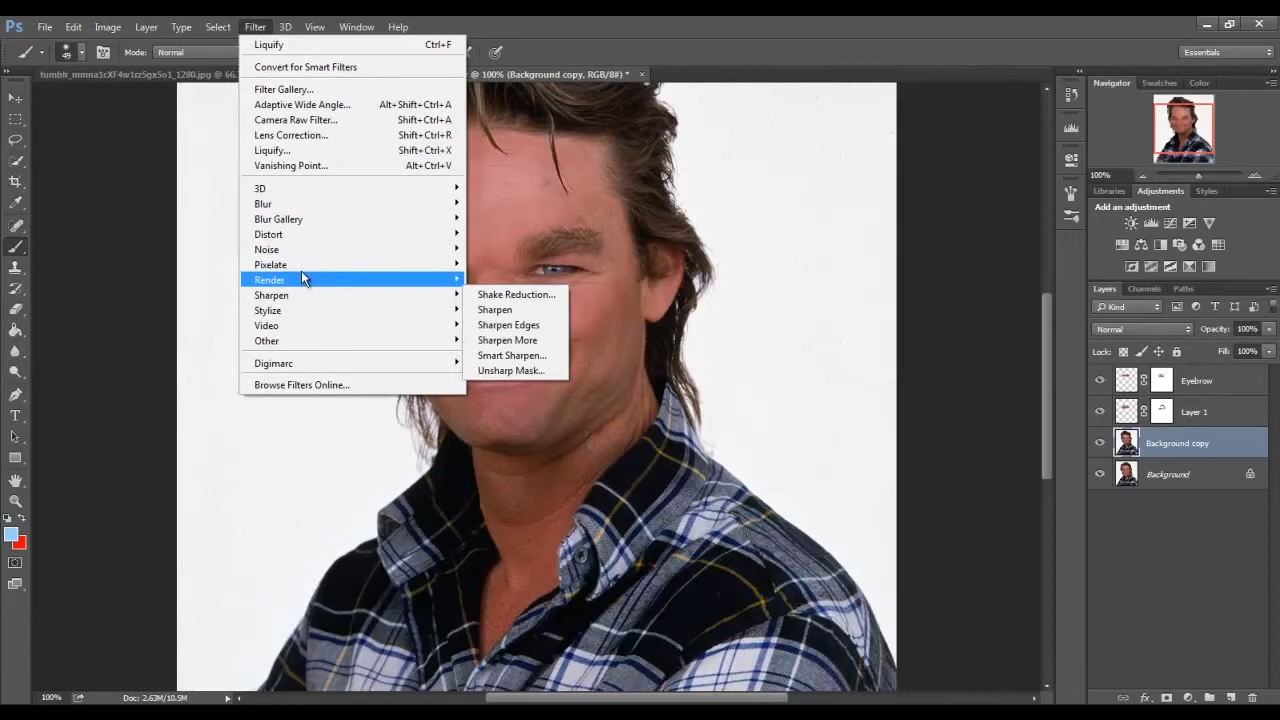 Ps File Edit Image Layer Type Select Filter 3D View Window Help
49 Mode: Normal Essentials
@ 100% (Background copy, RGB/8#) *
Liquify Ctrl+F
Convert for Smart Filters
Filter Gallery...
Adaptive Wide Angle... Alt+Shift+Ctrl+A
Camera Raw Filter... Shift+Ctrl+A
Lens Correction... Shift+Ctrl+R
Liquify... Shift+Ctrl+X
Vanishing Point... Alt+Ctrl+V
3D
Blur
Blur Gallery
Distort
Noise
Pixelate
Render
Sharpen
Stylize
Video
Other
Digimarc
Browse Filters Online...
Shake Reduction...
Sharpen
Sharpen Edges
Sharpen More
Smart Sharpen...
Unsharp Mask...
Navigator Swatches Color
100%
Libraries Adjustments Styles
Add an adjustment
Layers Channels Paths
Kind
Normal Opacity: 100%
Lock: Fill: 100%
Eyebrow
Layer 1
Background copy
Background
100% Doc: 2.63M/10.5M